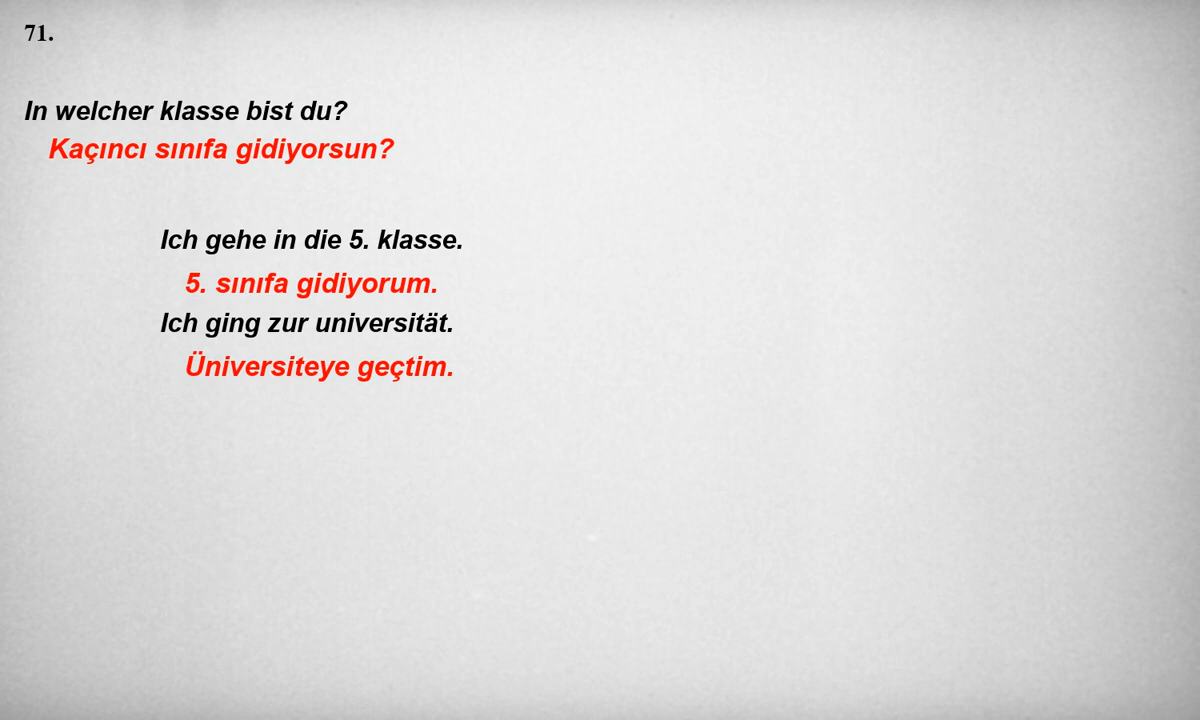 71.
In welcher klasse bist du?
Kaçıncı sınıfa gidiyorsun?
Ich gehe in die 5. klasse.
5. sınıfa gidiyorum.
Ich ging zur universität.
Üniversiteye geçtim.